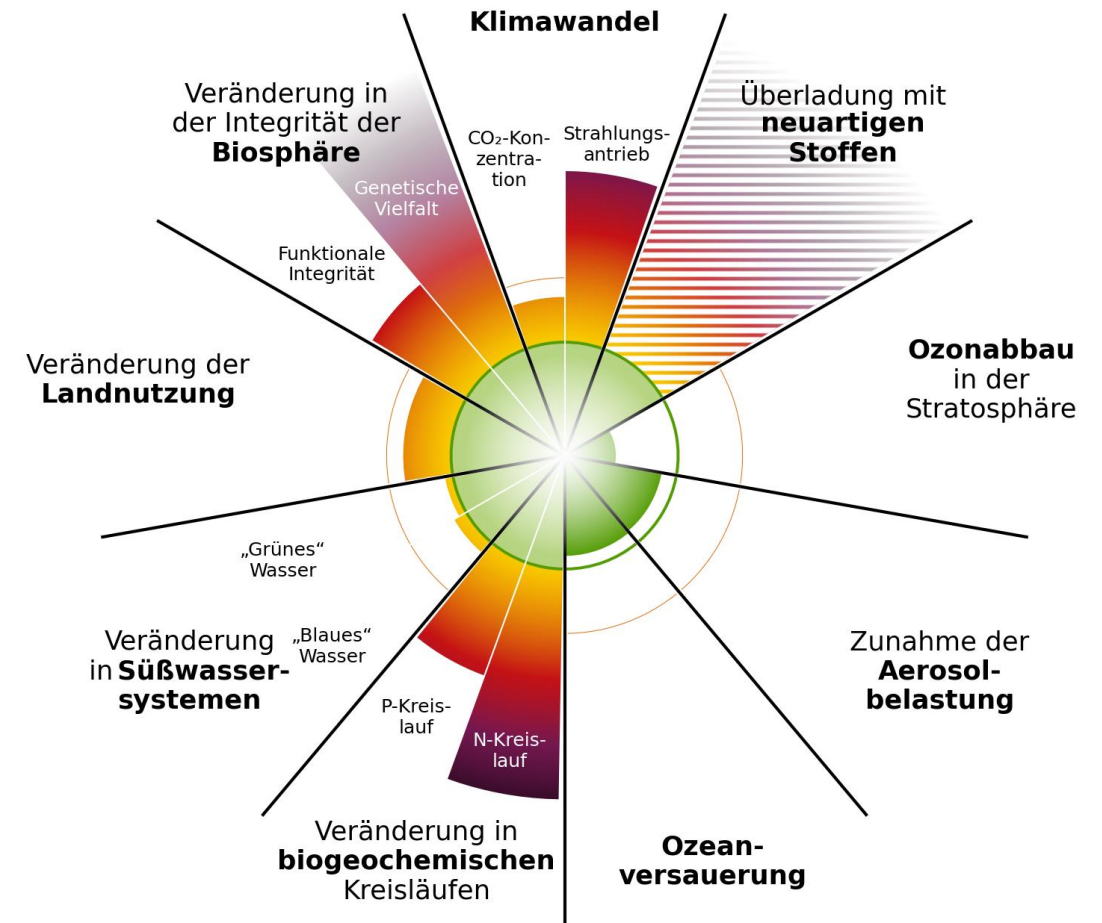 Klimawandel
CO₂-Kon-
zentra-
tion
Strahlungs-
antrieb
Überladung mit
neuartigen
Stoffen
Ozonabbau
in der
Stratosphäre
Zunahme der
Aerosol-
belastung
Ozean-
versauerung
Veränderung in
biogeochemischen
Kreisläufen
P-Kreis-
lauf
N-Kreis-
lauf
Veränderung
in Süßwasser-
systemen
„Grünes“
Wasser
„Blaues“
Wasser
Veränderung der
Landnutzung
Veränderung in
der Integrität der
Biosphäre
Genetische
Vielfalt
Funktionale
Integrität